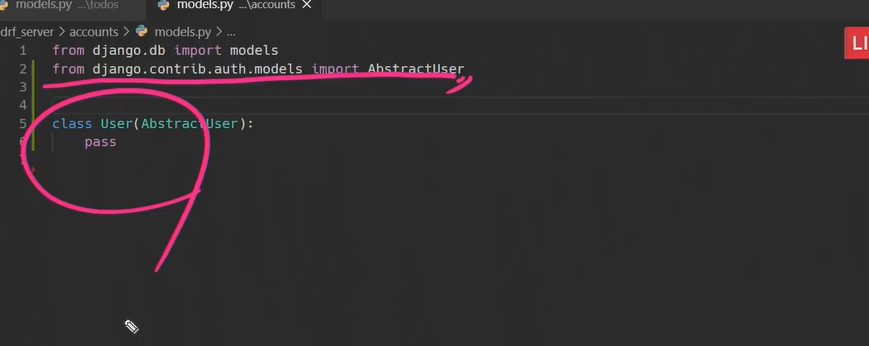 models.py ...\todos models.py ...\accounts
drf_server > accounts > models.py > ...
1 from django.db import models
2 from django.contrib.auth.models import AbstractUser
3
4
5 class User(AbstractUser):
6 pass
LI